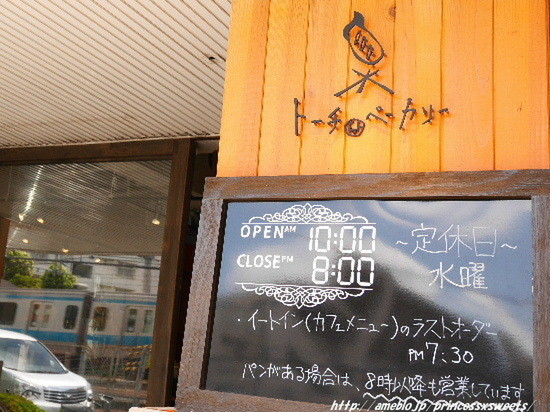 トーチのベーカリー
OPEN AM 10:00
CLOSE PM 8:00
～定休日～
水曜
・イートイン(カフェメニュー)のラストオーダー
PM 7:30
パンがある場合は、8時以降も営業しています
http://ameblo.jp/princessxsweets/